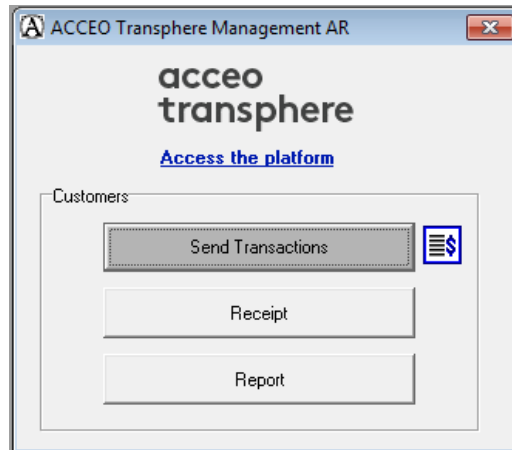 ACCEO Transphere Management AR
acceo
transphere
Access the platform
Customers
Send Transactions
$
Receipt
Report